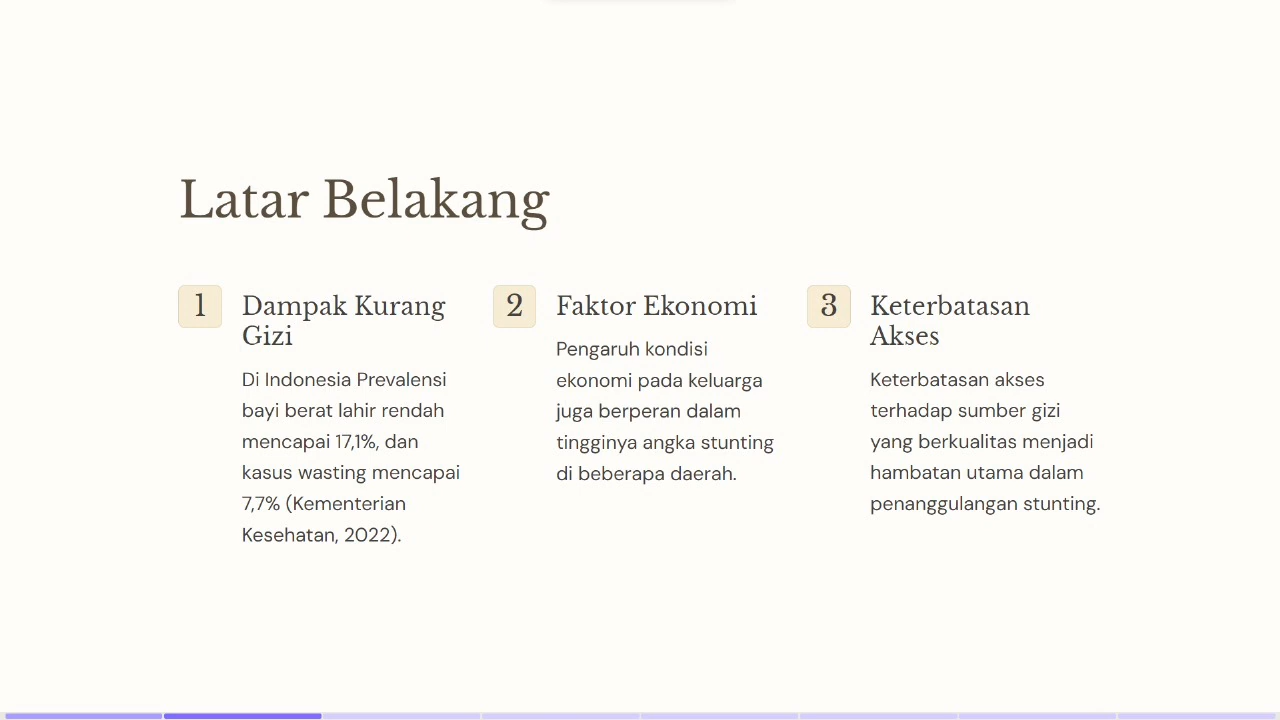 Latar Belakang
1
Dampak Kurang
Gizi
Di Indonesia Prevalensi
bayi berat lahir rendah
mencapai 17,1%, dan
kasus wasting mencapai
7,7% (Kementerian
Kesehatan, 2022).
2
Faktor Ekonomi
Pengaruh kondisi
ekonomi pada keluarga
juga berperan dalam
tingginya angka stunting
di beberapa daerah.
3
Keterbatasan
Akses
Keterbatasan akses
terhadap sumber gizi
yang berkualitas menjadi
hambatan utama dalam
penanggulangan stunting.